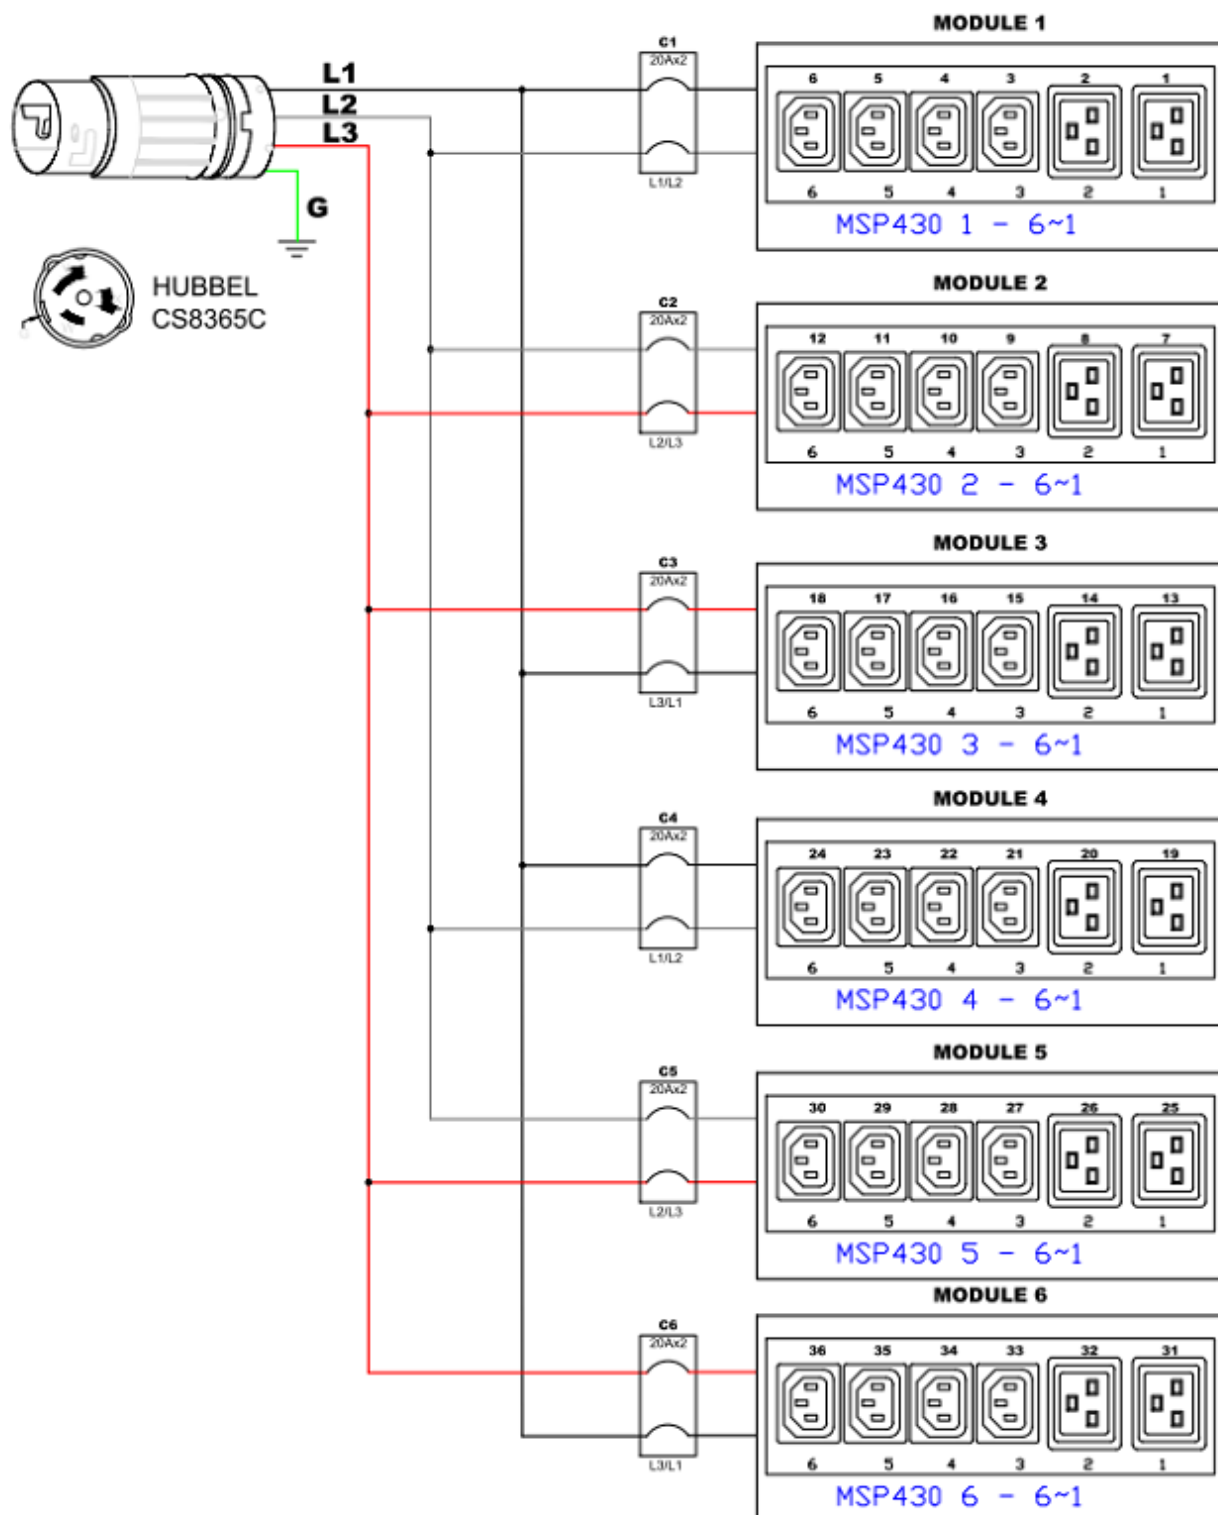 L1
L2
L3
G
HUBBEL
CS8365C
MODULE 1
C1
20Ax2
L1/L2
6 5 4 3 2 1
6 5 4 3 2 1
MSP430 1 - 6~1
MODULE 2
C2
20Ax2
L2/L3
12 11 10 9 8 7
6 5 4 3 2 1
MSP430 2 - 6~1
MODULE 3
C3
20Ax2
L3/L1
18 17 16 15 14 13
6 5 4 3 2 1
MSP430 3 - 6~1
MODULE 4
C4
20Ax2
L1/L2
24 23 22 21 20 19
6 5 4 3 2 1
MSP430 4 - 6~1
MODULE 5
C5
20Ax2
L2/L3
30 29 28 27 26 25
6 5 4 3 2 1
MSP430 5 - 6~1
MODULE 6
C6
20Ax2
L3/L1
36 35 34 33 32 31
6 5 4 3 2 1
MSP430 6 - 6~1